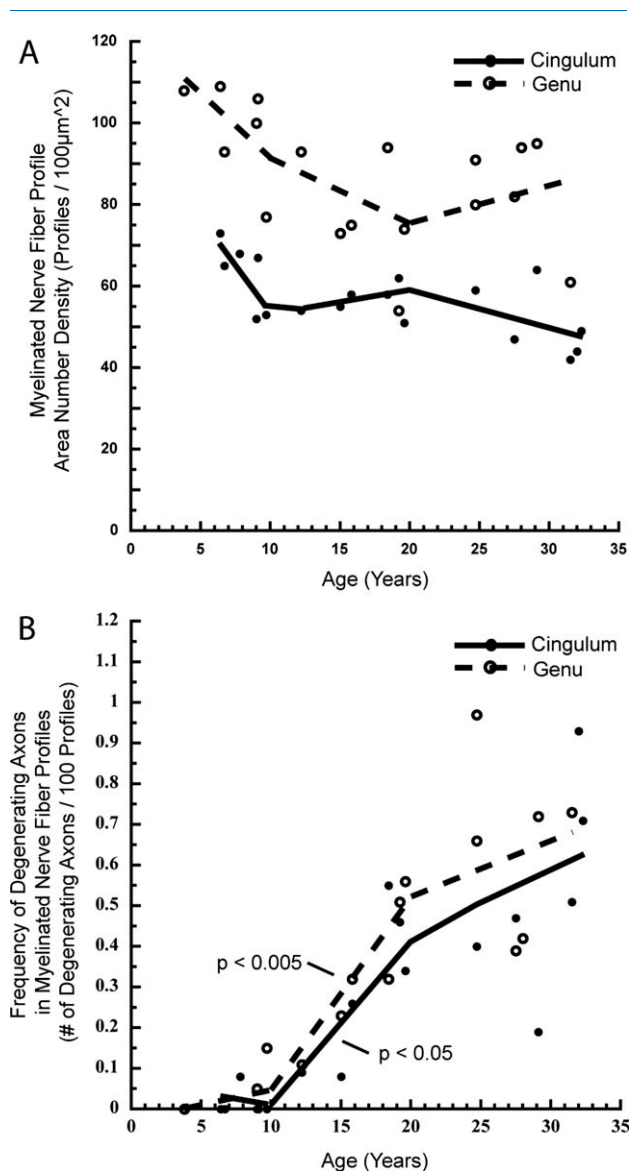 A
120
100
80
60
40
20
0
Myelinated Nerve Fiber Profile
Area Number Density (Profiles / 100µm^2)
Cingulum
Genu
0 5 10 15 20 25 30 35
Age (Years)
B
1.2
1.1
1
0.9
0.8
0.7
0.6
0.5
0.4
0.3
0.2
0.1
0
Frequency of Degenerating Axons
in Myelinated Nerve Fiber Profiles
(# of Degenerating Axons / 100 Profiles)
Cingulum
Genu
p < 0.005
p < 0.05
0 5 10 15 20 25 30 35
Age (Years)